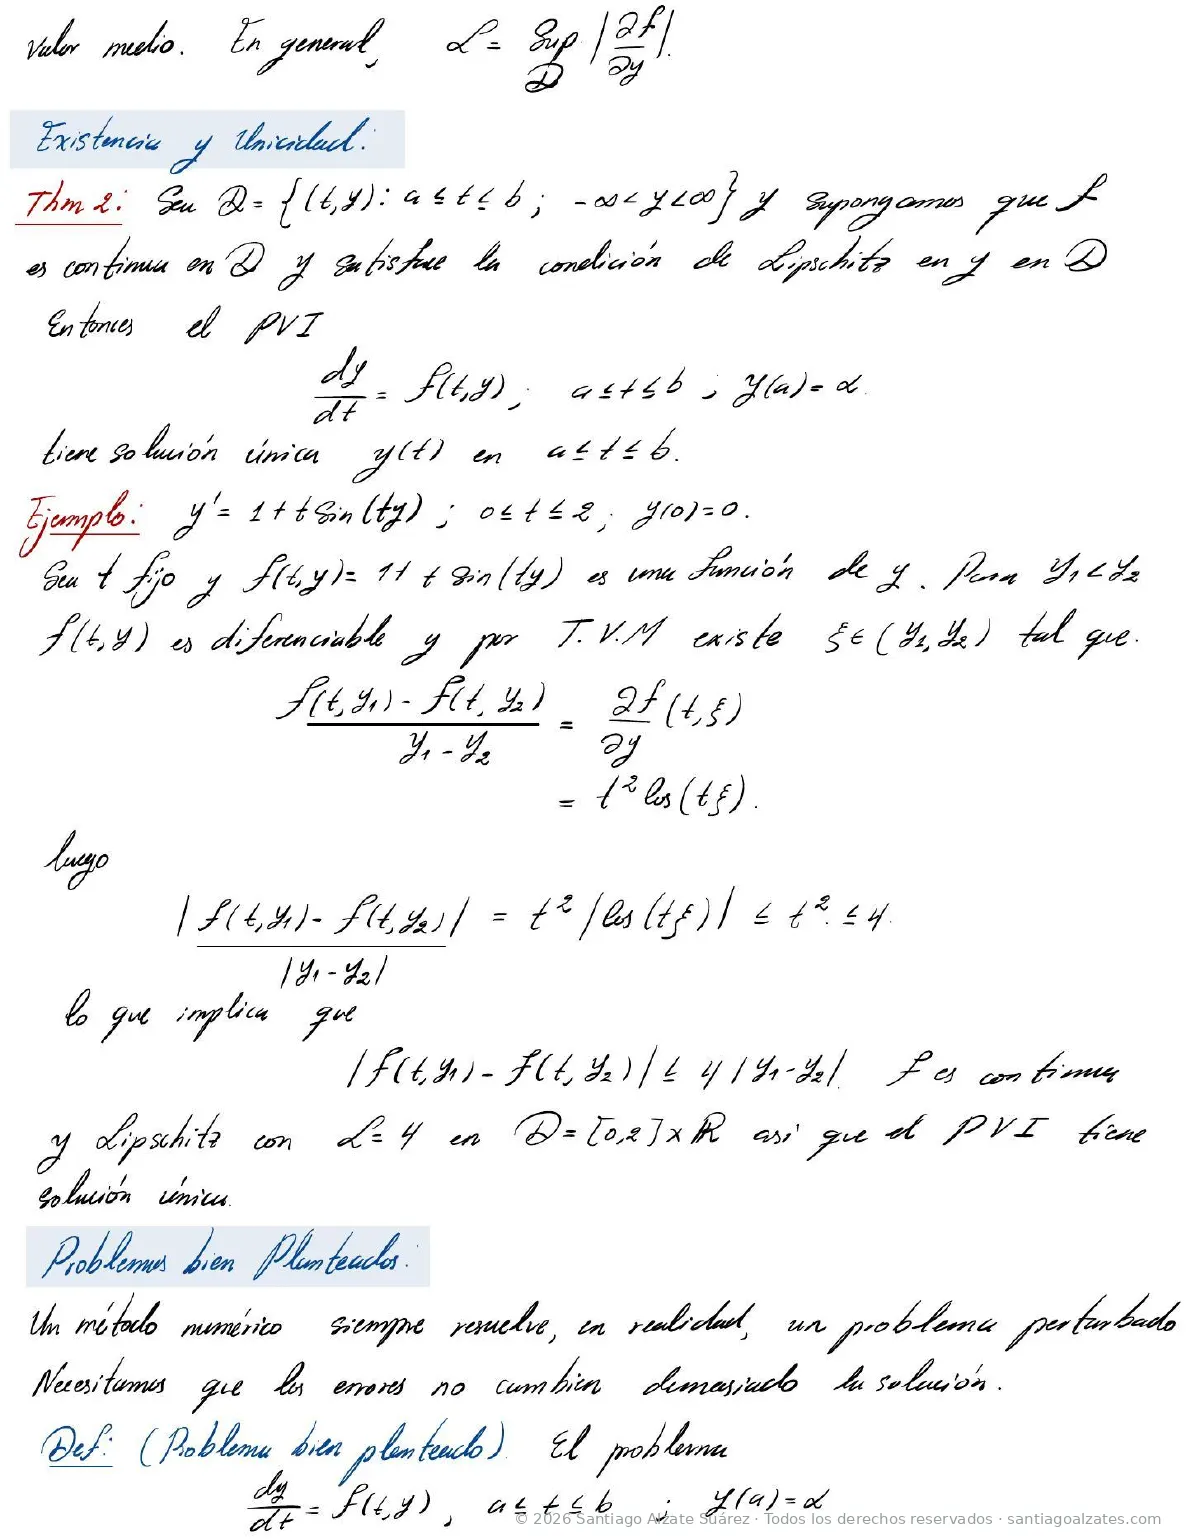 valor medio. En general, L = Sup_D |∂f/∂y|.
Existencia y Unicidad:
Thm 2: Sea D = {(t,y): a ≤ t ≤ b ; -∞ < y < ∞} y supongamos que f
es continua en D y satisface la condición de Lipschitz en y en D
Entonces el PVI
dy/dt = f(t,y) ; a ≤ t ≤ b ; y(a) = α.
tiene solución única y(t) en a ≤ t ≤ b.
Ejemplo: y' = 1 + t Sin(ty) ; 0 ≤ t ≤ 2 ; y(0) = 0.
Sea t fijo y f(t,y) = 1 + t Sin(ty) es una función de y. Para y₁ < y₂
f(t,y) es diferenciable y por T.V.M existe ξ ∈ (y₁,y₂) tal que.
(f(t,y₁) - f(t,y₂))/(y₁ - y₂) = ∂f/∂y (t,ξ)
= t² Cos(tξ).
luego
|f(t,y₁) - f(t,y₂)|/|y₁ - y₂| = t² |Cos(tξ)| ≤ t² ≤ 4.
lo que implica que
|f(t,y₁) - f(t,y₂)| ≤ 4 |y₁ - y₂|. f es continua
y Lipschitz con L = 4 en D = [0,2] x ℝ asi que el PVI tiene
solución única.
Problemas bien Planteados:
Un método numérico siempre resuelve, en realidad, un problema perturbado
Necesitamos que los errores no cambien demasiado la solución.
Def: (Problema bien planteado). El problema
dy/dt = f(t,y), a ≤ t ≤ b ; y(a) = α
© 2026 Santiago Alzate Suárez · Todos los derechos reservados · santiagoalzates.com